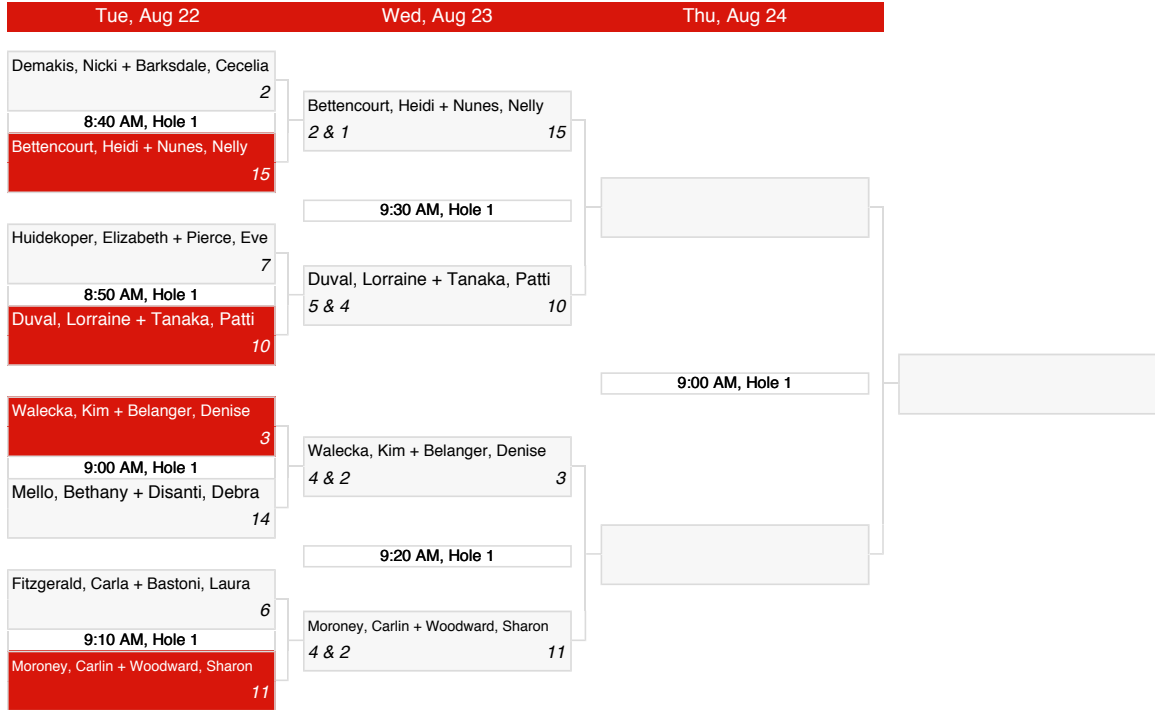 Tue, Aug 22
Wed, Aug 23
Thu, Aug 24
Demakis, Nicki + Barksdale, Cecelia
2
8:40 AM, Hole 1
Bettencourt, Heidi + Nunes, Nelly
15
Huidekoper, Elizabeth + Pierce, Eve
7
8:50 AM, Hole 1
Duval, Lorraine + Tanaka, Patti
10
Walecka, Kim + Belanger, Denise
3
9:00 AM, Hole 1
Mello, Bethany + Disanti, Debra
14
Fitzgerald, Carla + Bastoni, Laura
6
9:10 AM, Hole 1
Moroney, Carlin + Woodward, Sharon
11
Bettencourt, Heidi + Nunes, Nelly
2 & 1 15
9:30 AM, Hole 1
Duval, Lorraine + Tanaka, Patti
5 & 4 10
Walecka, Kim + Belanger, Denise
4 & 2 3
9:20 AM, Hole 1
Moroney, Carlin + Woodward, Sharon
4 & 2 11
9:00 AM, Hole 1